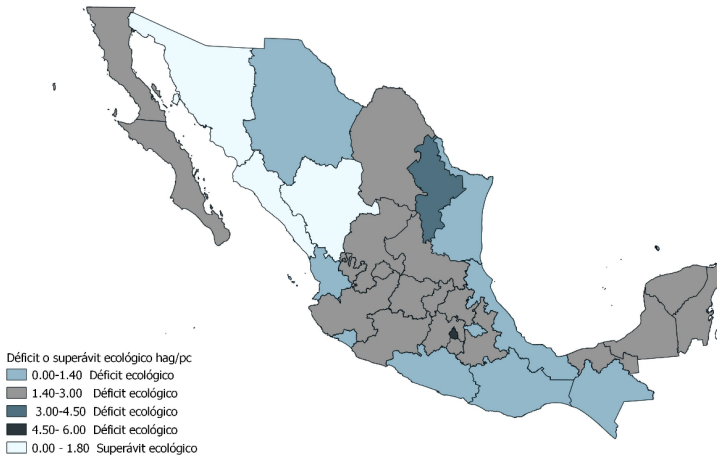 Déficit o superávit ecológico hag/pc
0.00-1.40 Déficit ecológico
1.40-3.00 Déficit ecológico
3.00-4.50 Déficit ecológico
4.50- 6.00 Déficit ecológico
0.00 - 1.80 Superávit ecológico